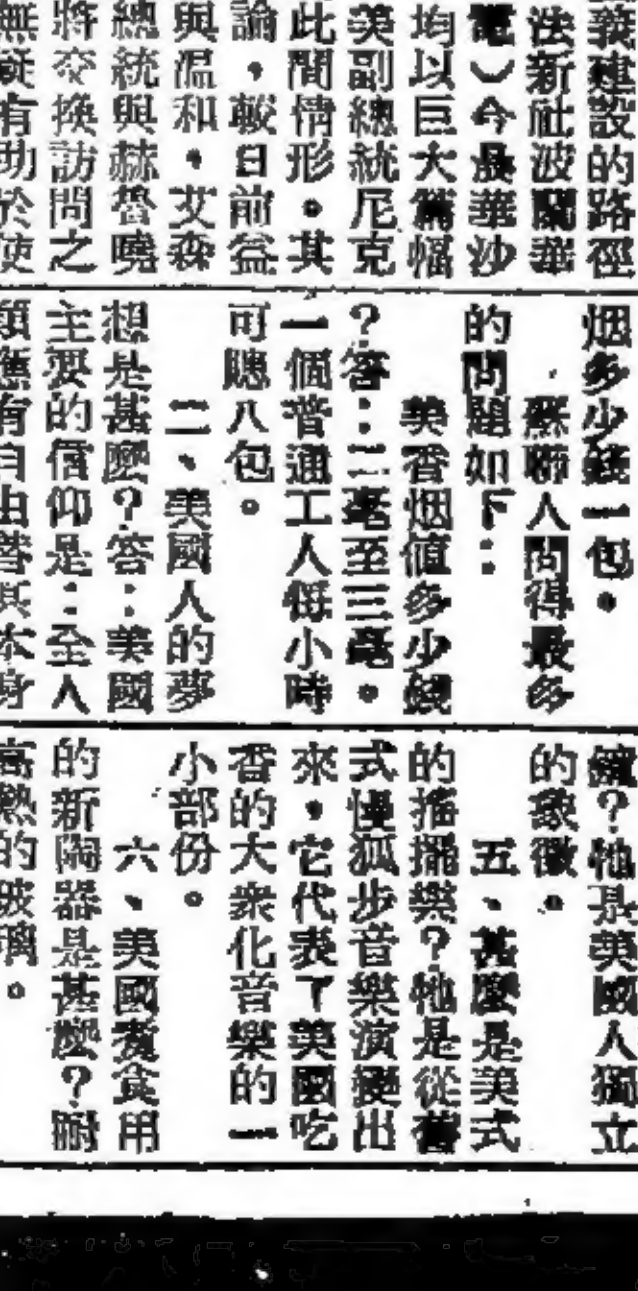 義建設的路徑
法新社波蘭華
電︶今晨華沙
均以巨大篇幅
美副總統尼克
此間情形。其
論，較日前益
與温和，艾森
總統與赫魯曉
將交換訪問之
無疑有助於使
烟多少錢一包。
蘇聯人問得最多
的問題如下：
美香烟值多少錢
？答：二毫至三毫。
一個普通工人每小時
可聽八包。
二、美國人的夢
想是甚麼？答：美國
主要的信仰是：全人
類應有自由替其本身
？牠是美國人獨立
的象徵。
五、甚麼是美式
的搖擺樂？牠是從舊
式慢狐步音樂演變出
來，它代表了美國吃
香的大衆化音樂的一
小部份。
六、美國煑食用
的新陶器是甚麼？耐
高熱的玻璃。